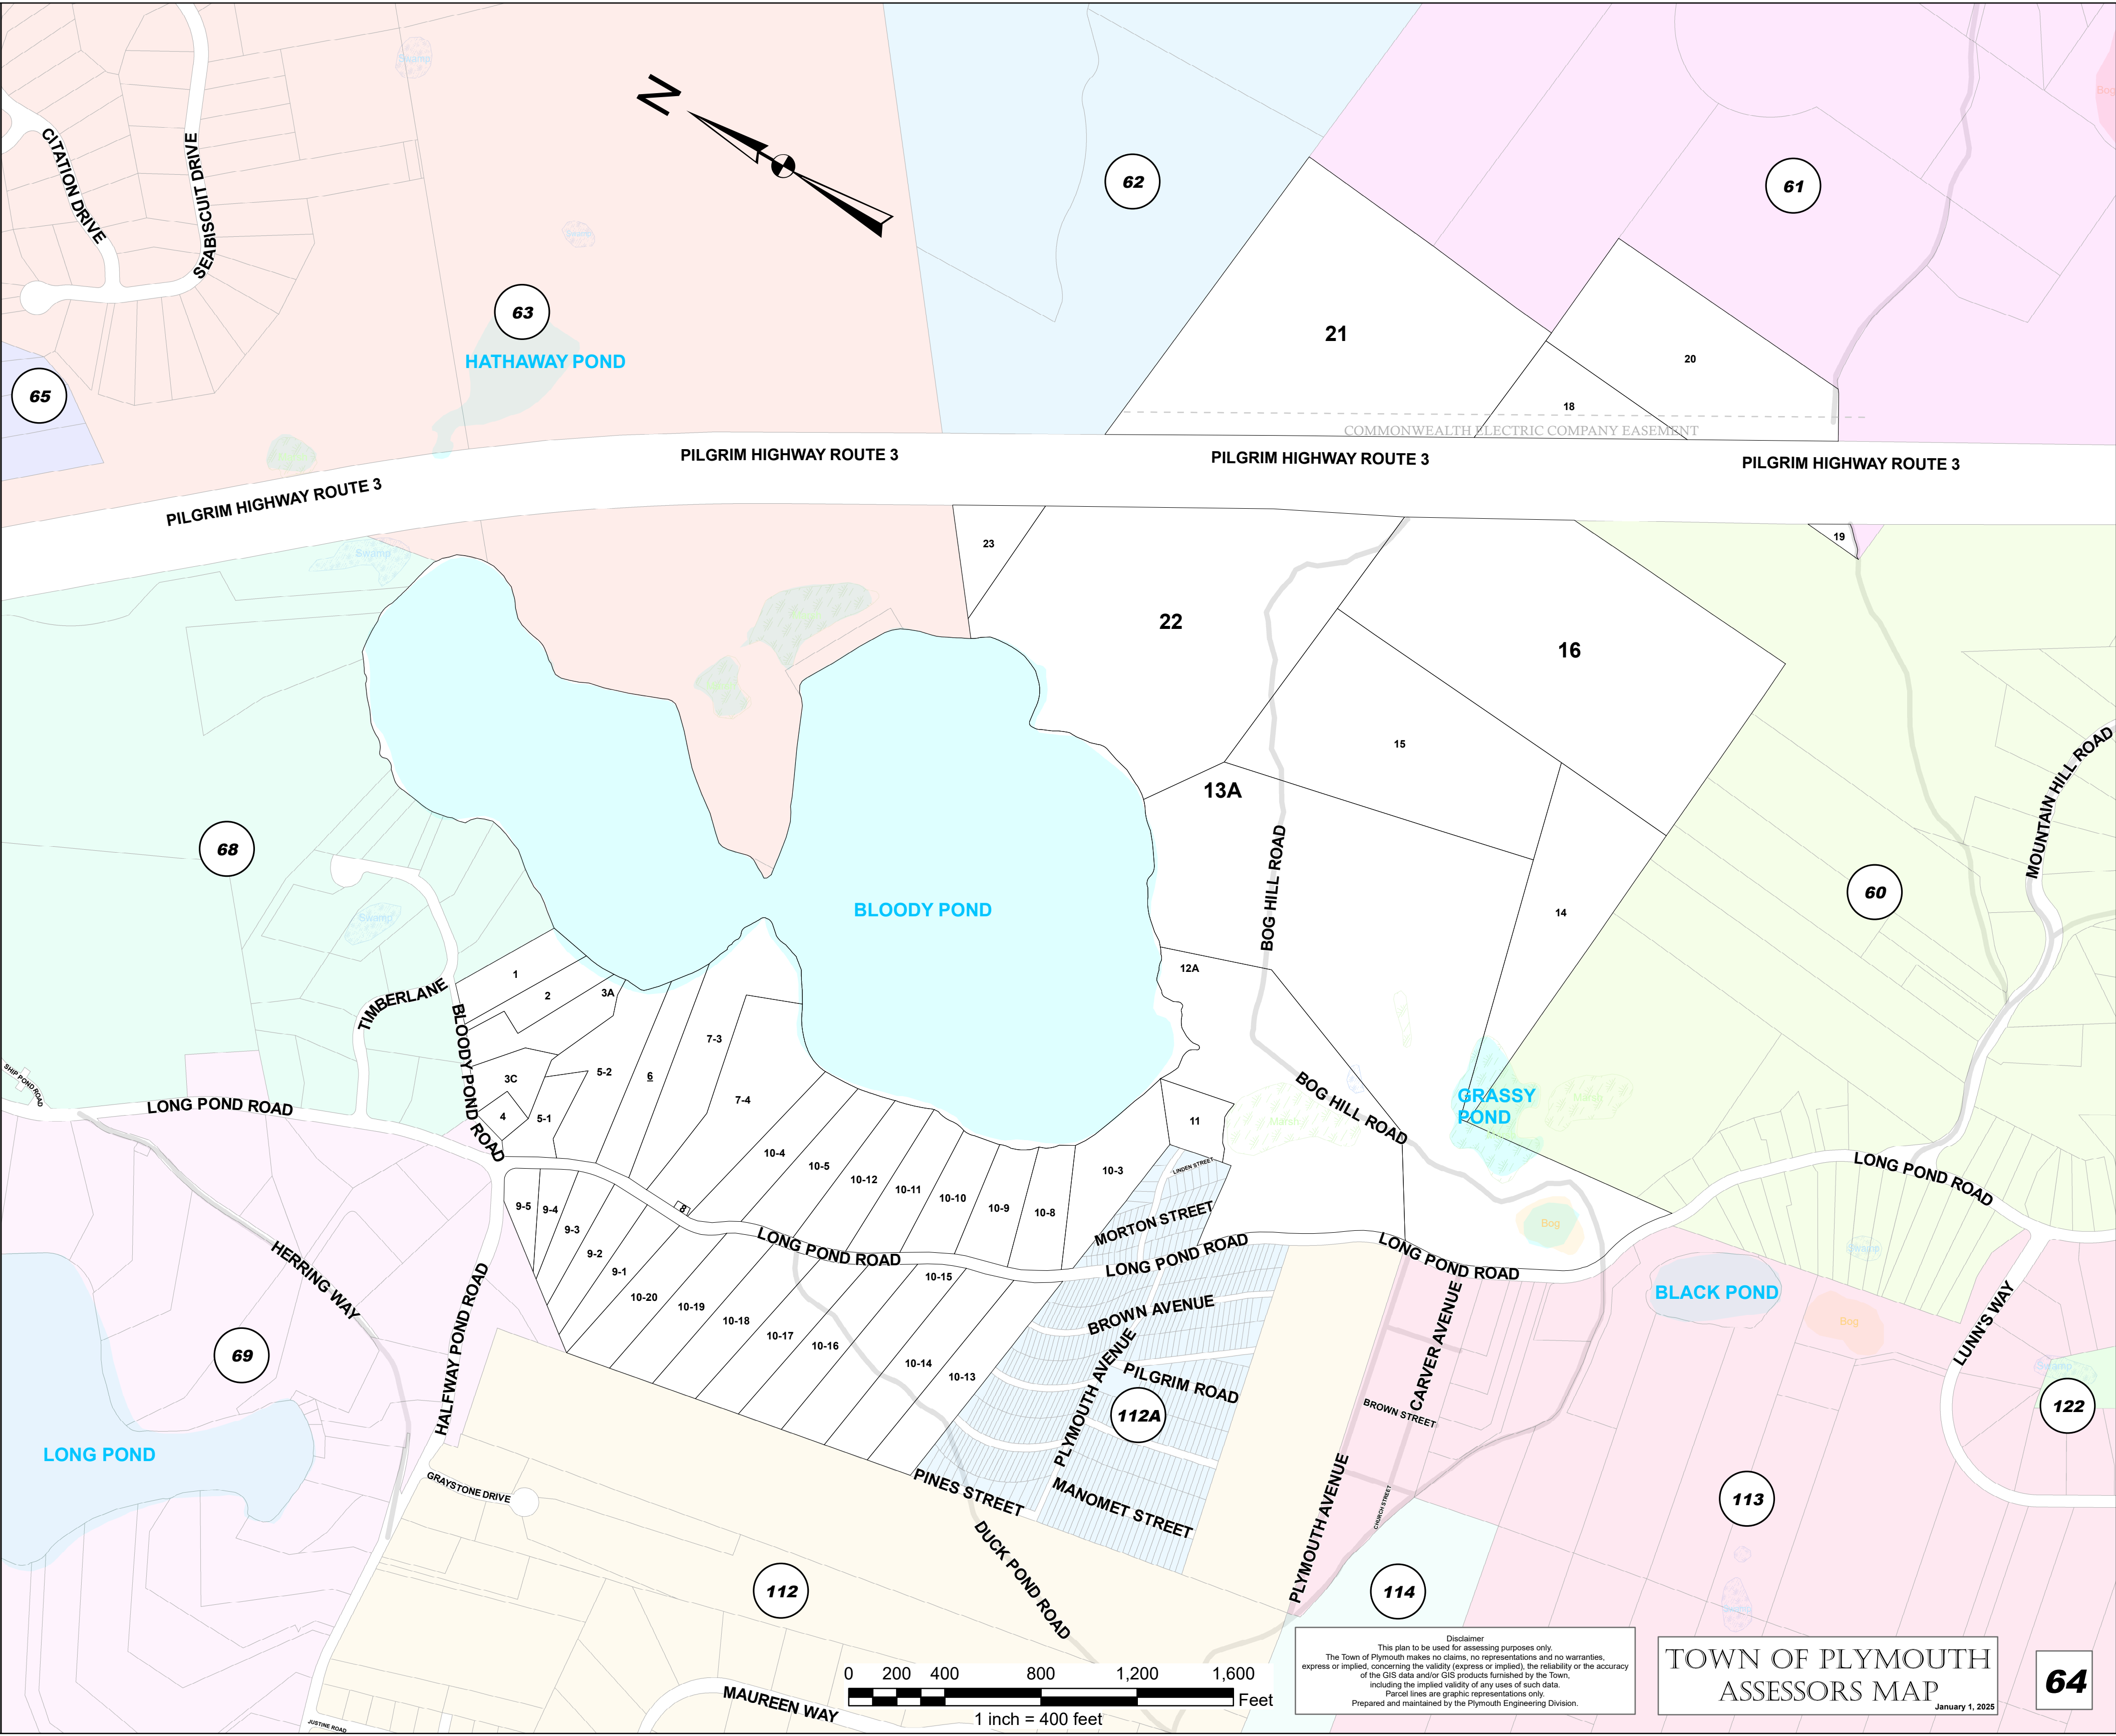 Swamp
CITATION DRIVE
SEABISCUIT DRIVE
N
62
61
Bog
Swamp
63
HATHAWAY POND
65
21
20
18
COMMONWEALTH ELECTRIC COMPANY EASEMENT
PILGRIM HIGHWAY ROUTE 3
PILGRIM HIGHWAY ROUTE 3
PILGRIM HIGHWAY ROUTE 3
PILGRIM HIGHWAY ROUTE 3
Swamp
23
19
22
16
15
13A
MOUNTAIN HILL ROAD
68
BOG HILL ROAD
60
BLOODY POND
14
Swamp
1
2
3A
12A
TIMBERLANE
BLOODY POND ROAD
7-3
SHIP POND ROAD
3C
5-2
6
7-4
BOG HILL ROAD
GRASSY
POND
Marsh
Marsh
LONG POND ROAD
4
5-1
11
10-4
10-5
10-12
10-11
10-10
10-9
10-8
10-3
LINDEN STREET
LONG POND ROAD
9-5
9-4
9-3
9-2
9-1
8
MORTON STREET
Bog
LONG POND ROAD
LONG POND ROAD
LONG POND ROAD
Swamp
HERRING WAY
HALFWAY POND ROAD
10-20
10-19
10-18
10-17
10-16
10-15
10-14
10-13
BROWN AVENUE
PLYMOUTH AVENUE
PILGRIM ROAD
112A
CARVER AVENUE
BROWN STREET
BLACK POND
Bog
LUNN'S WAY
Swamp
122
69
LONG POND
GRAYSTONE DRIVE
PINES STREET
MANOMET STREET
PLYMOUTH AVENUE
CHURCH STREET
113
DUCK POND ROAD
112
114
MAUREEN WAY
JUSTINE ROAD
0 200 400 800 1,200 1,600
Feet
1 inch = 400 feet
Disclaimer
This plan to be used for assessing purposes only.
The Town of Plymouth makes no claims, no representations and no warranties,
express or implied, concerning the validity (express or implied), the reliability or the accuracy
of the GIS data and/or GIS products furnished by the Town,
including the implied validity of any uses of such data.
Parcel lines are graphic representations only.
Prepared and maintained by the Plymouth Engineering Division.
TOWN OF PLYMOUTH
ASSESSORS MAP
January 1, 2025
64